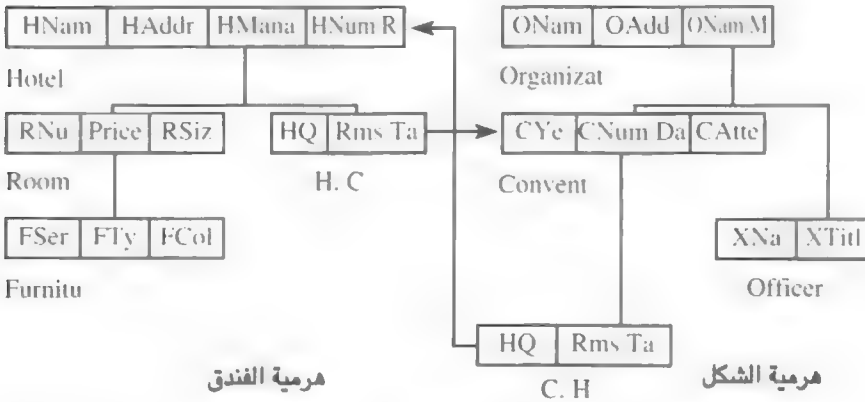 HNam HAddr HMana HNum R
Hotel
RNu Price RSiz
Room
HQ Rms Ta
H. C
FSer FTy FCol
Furnitu
هرمية الفندق
ONam OAdd ONam M
Organizat
CYe CNum Da CAtte
Convent
XNa XTitl
Officer
HQ Rms Ta
C. H
هرمية الشكل